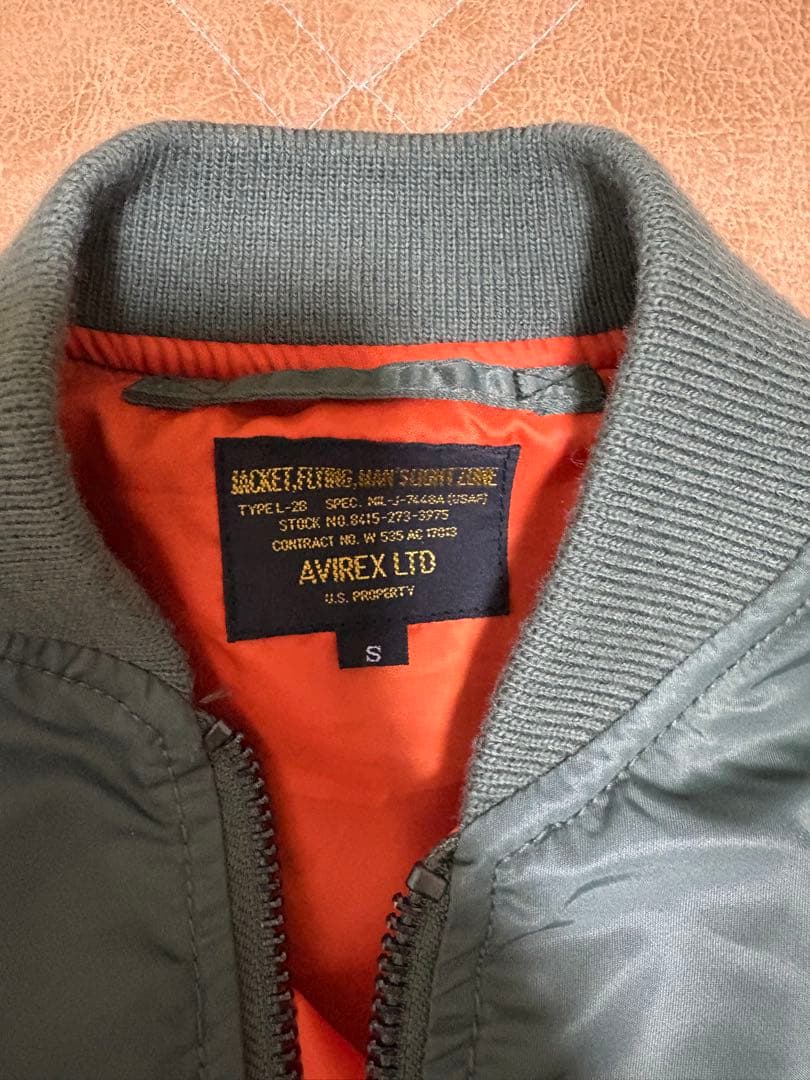 JACKET, FLYING, MAN'S LIGHT ZONE
TYPE L-2B SPEC. MIL-J-7448A (USAF)
STOCK NO. 8415-273-3975
CONTRACT NO. W 535 AC 17813
AVIREX LTD
U.S. PROPERTY
S